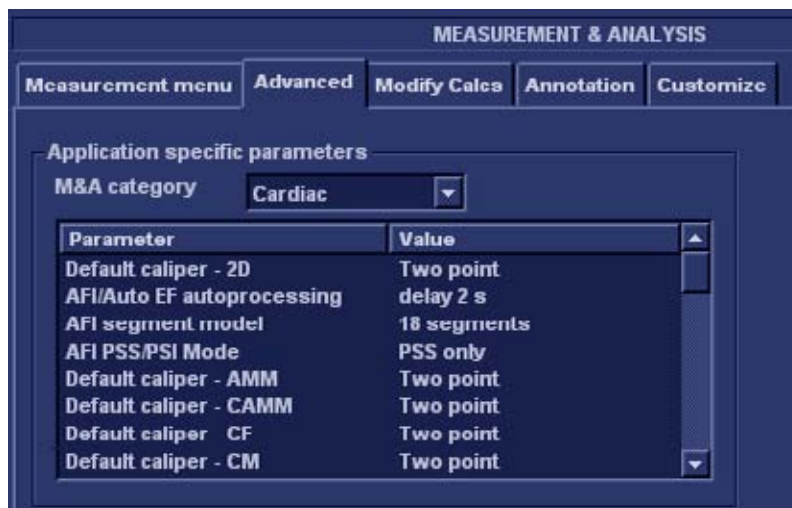 MEASUREMENT & ANALYSIS
Measurement menu Advanced Modify Calcs Annotation Customize
Application specific parameters
M&A category Cardiac
Parameter Value
Default caliper - 2D Two point
AFI/Auto EF autoprocessing delay 2 s
AFI segment model 18 segments
AFI PSS/PSI Mode PSS only
Default caliper - AMM Two point
Default caliper - CAMM Two point
Default caliper CF Two point
Default caliper - CM Two point